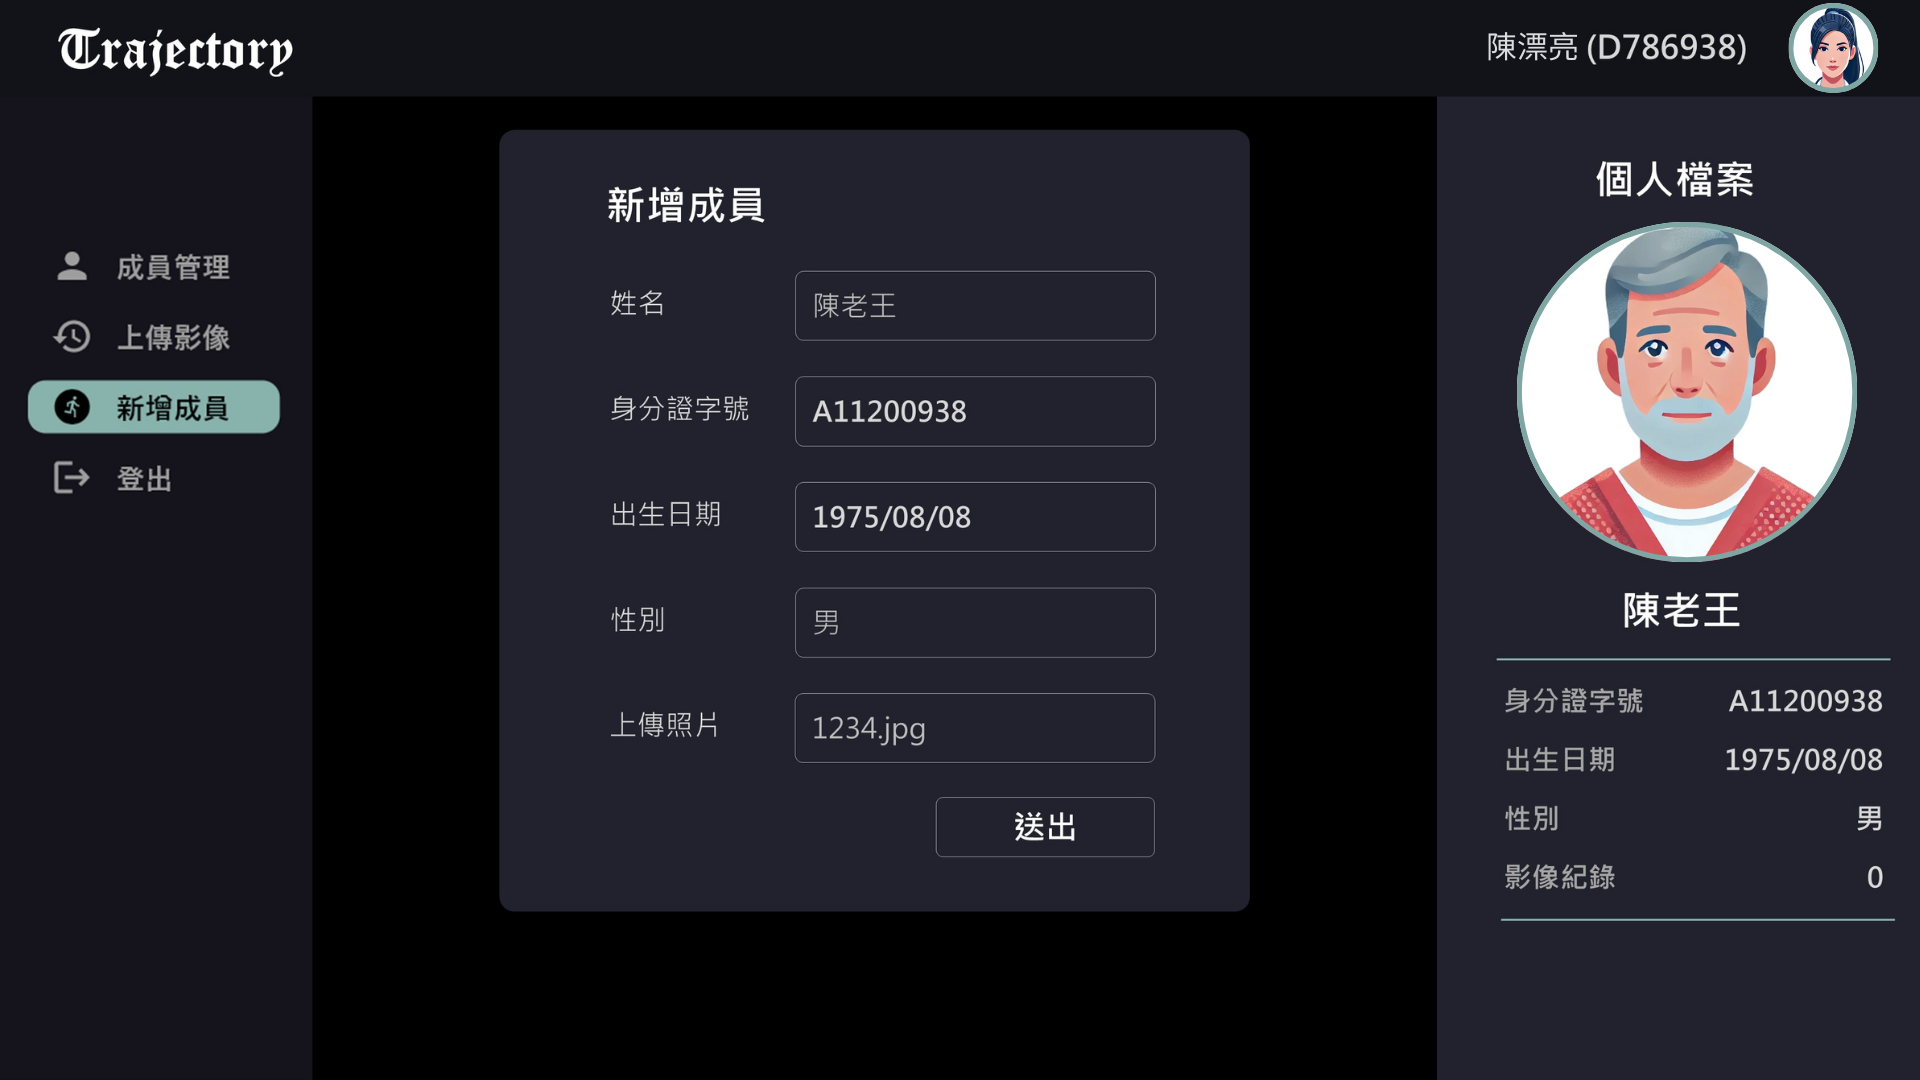 Trajectory
陳漂亮 (D786938)
成員管理
上傳影像
新增成員
登出
新增成員
姓名
陳老王
身分證字號
A11200938
出生日期
1975/08/08
性別
男
上傳照片
1234.jpg
送出
個人檔案
陳老王
身分證字號 A11200938
出生日期 1975/08/08
性別 男
影像紀錄 0